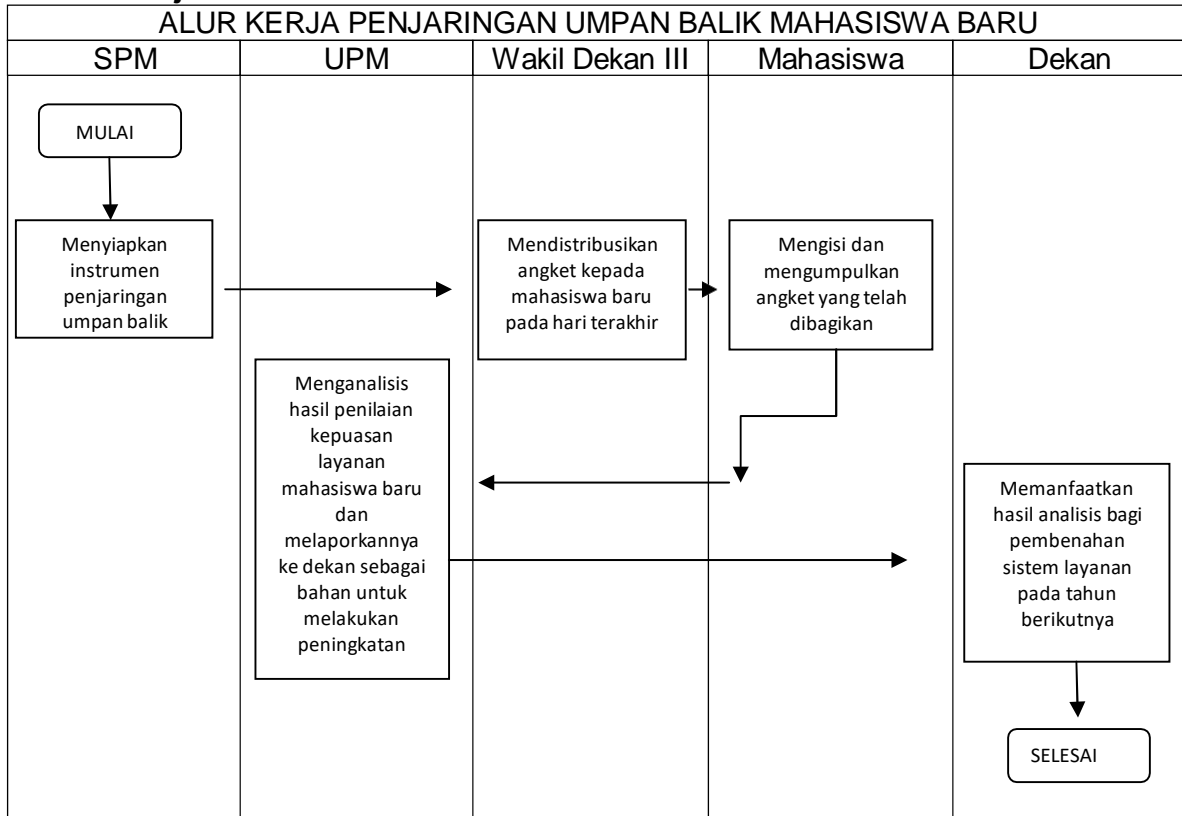 ALUR KERJA PENJARINGAN UMPAN BALIK MAHASISWA BARU
SPM
UPM
Wakil Dekan III
Mahasiswa
Dekan
MULAI
Menyiapkan
instrumen
penjaringan
umpan balik
Mendistribusikan
angket kepada
mahasiswa baru
pada hari terakhir
Mengisi dan
mengumpulkan
angket yang telah
dibagikan
Menganalisis
hasil penilaian
kepuasan
layanan
mahasiswa baru
dan
melaporkannya
ke dekan sebagai
bahan untuk
melakukan
peningkatan
Memanfaatkan
hasil analisis bagi
pembenahan
sistem layanan
pada tahun
berikutnya
SELESAI